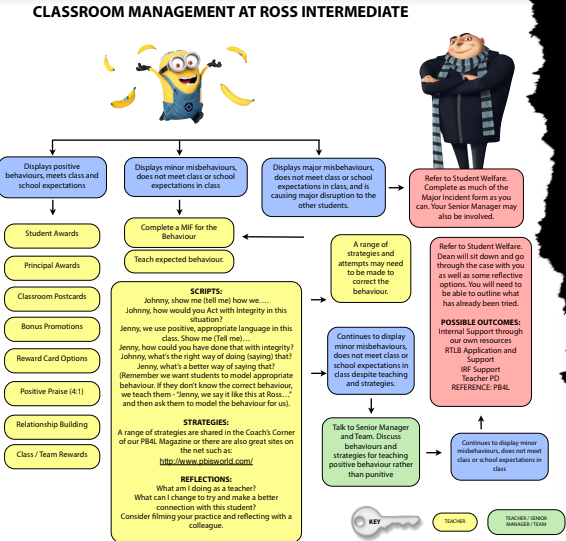 CLASSROOM MANAGEMENT AT ROSS INTERMEDIATE
Displays positive
behaviours, meets class and
school expectations
Displays minor misbehaviours,
does not meet class or school
expectations in class
Displays major misbehaviours,
does not meet class or school
expectations in class, and is
causing major disruption to the
other students.
Refer to Student Welfare.
Complete as much of the
Major Incident form as you
can. Your Senior Manager may
also be involved.
Student Awards
Principal Awards
Classroom Postcards
Bonus Promotions
Reward Card Options
Positive Praise (4:1)
Relationship Building
Class / Team Rewards
Complete a MIF for the
Behaviour
Teach expected behaviour.
SCRIPTS:
Johnny, show me (tell me) how we….
Johnny, how would you Act with Integrity in this
situation?
Jenny, we use positive, appropriate language in this
class. Show me (Tell me)…
Jenny, how could you have done that with integrity?
Johnny, what's the right way of doing (saying) that?
Jenny, what's a better way of saying that?
(Remember we want students to model appropriate
behaviour. If they don't know the correct behaviour,
we teach them - "Jenny, we say it like this at Ross…"
and then ask them to model the behaviour for us).
STRATEGIES:
A range of strategies are shared in the Coach's Corner
of our PB4L Magazine or there are also great sites on
the net such as:
http://www.pbisworld.com/
REFLECTIONS:
What am I doing as a teacher?
What can I change to try and make a better
connection with this student?
Consider filming your practice and reflecting with a
colleague.
A range of
strategies and
attempts may need
to be made to
correct the
behaviour.
Continues to display
minor misbehaviours,
does not meet class or
school expectations in
class despite teaching
and strategies.
Talk to Senior Manager
and Team. Discuss
behaviours and
strategies for teaching
positive behaviour rather
than punitive
Continues to display minor
misbehaviours, does not meet
class or school expectations in
class
Refer to Student Welfare.
Dean will sit down and go
through the case with you
as well as some reflective
options. You will need to
be able to outline what
has already been tried.
POSSIBLE OUTCOMES:
Internal Support through
our own resources
RTLB Application and
Support
IRF Support
Teacher PD
REFERENCE: PB4L
KEY
TEACHER
TEACHER / SENIOR
MANAGER / TEAM